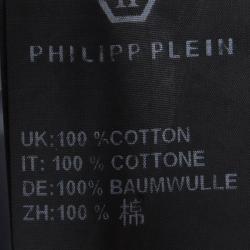 PHILIPP PLEIN
UK:100 %COTTON
IT: 100 % COTTONE
DE:100% BAUMWULLE
ZH:100 % 棉